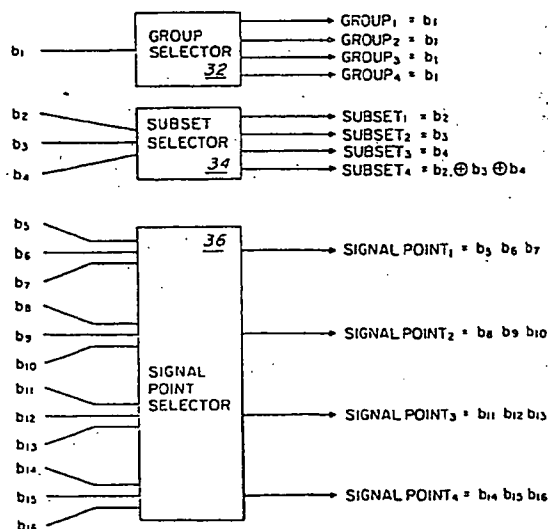 b1
GROUP SELECTOR 32
GROUP1 = b1
GROUP2 = b1
GROUP3 = b1
GROUP4 = b1
b2
b3
b4
SUBSET SELECTOR 34
SUBSET1 = b2
SUBSET2 = b3
SUBSET3 = b4
SUBSET4 = b2 ⊕ b3 ⊕ b4
b5
b6
b7
b8
b9
b10
b11
b12
b13
b14
b15
b16
36
SIGNAL
POINT
SELECTOR
SIGNAL POINT1 = b5 b6 b7
SIGNAL POINT2 = b8 b9 b10
SIGNAL POINT3 = b11 b12 b13
SIGNAL POINT4 = b14 b15 b16